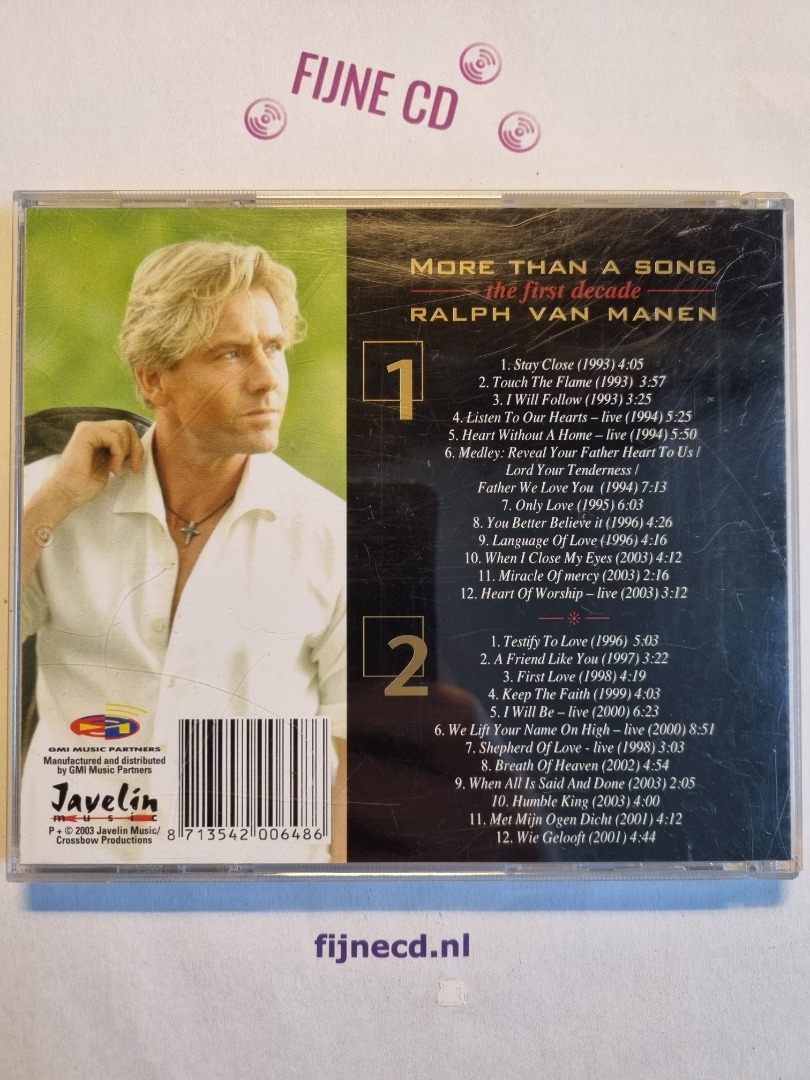 FIJNE CD
MORE THAN A SONG
the first decade
RALPH VAN MANEN
1
1. Stay Close (1993) 4:05
2. Touch The Flame (1993) 3:57
3. I Will Follow (1993) 3:25
4. Listen To Our Hearts – live (1994) 5:25
5. Heart Without A Home – live (1994) 5:50
6. Medley: Reveal Your Father Heart To Us /
Lord Your Tenderness /
Father We Love You (1994) 7:13
7. Only Love (1995) 6:03
8. You Better Believe it (1996) 4:26
9. Language Of Love (1996) 4:16
10. When I Close My Eyes (2003) 4:12
11. Miracle Of mercy (2003) 2:16
12. Heart Of Worship – live (2003) 3:12
2
1. Testify To Love (1996) 5:03
2. A Friend Like You (1997) 3:22
3. First Love (1998) 4:19
4. Keep The Faith (1999) 4:03
5. I Will Be – live (2000) 6:23
6. We Lift Your Name On High – live (2000) 8:51
7. Shepherd Of Love - live (1998) 3:03
8. Breath Of Heaven (2002) 4:54
9. When All Is Said And Done (2003) 2:05
10. Humble King (2003) 4:00
11. Met Mijn Ogen Dicht (2001) 4:12
12. Wie Gelooft (2001) 4:44
GMI MUSIC PARTNERS
Manufactured and distributed
by GMI Music Partners
Javelin
music
P + © 2003 Javelin Music/
Crossbow Productions
8 713542 006486
fijnecd.nl